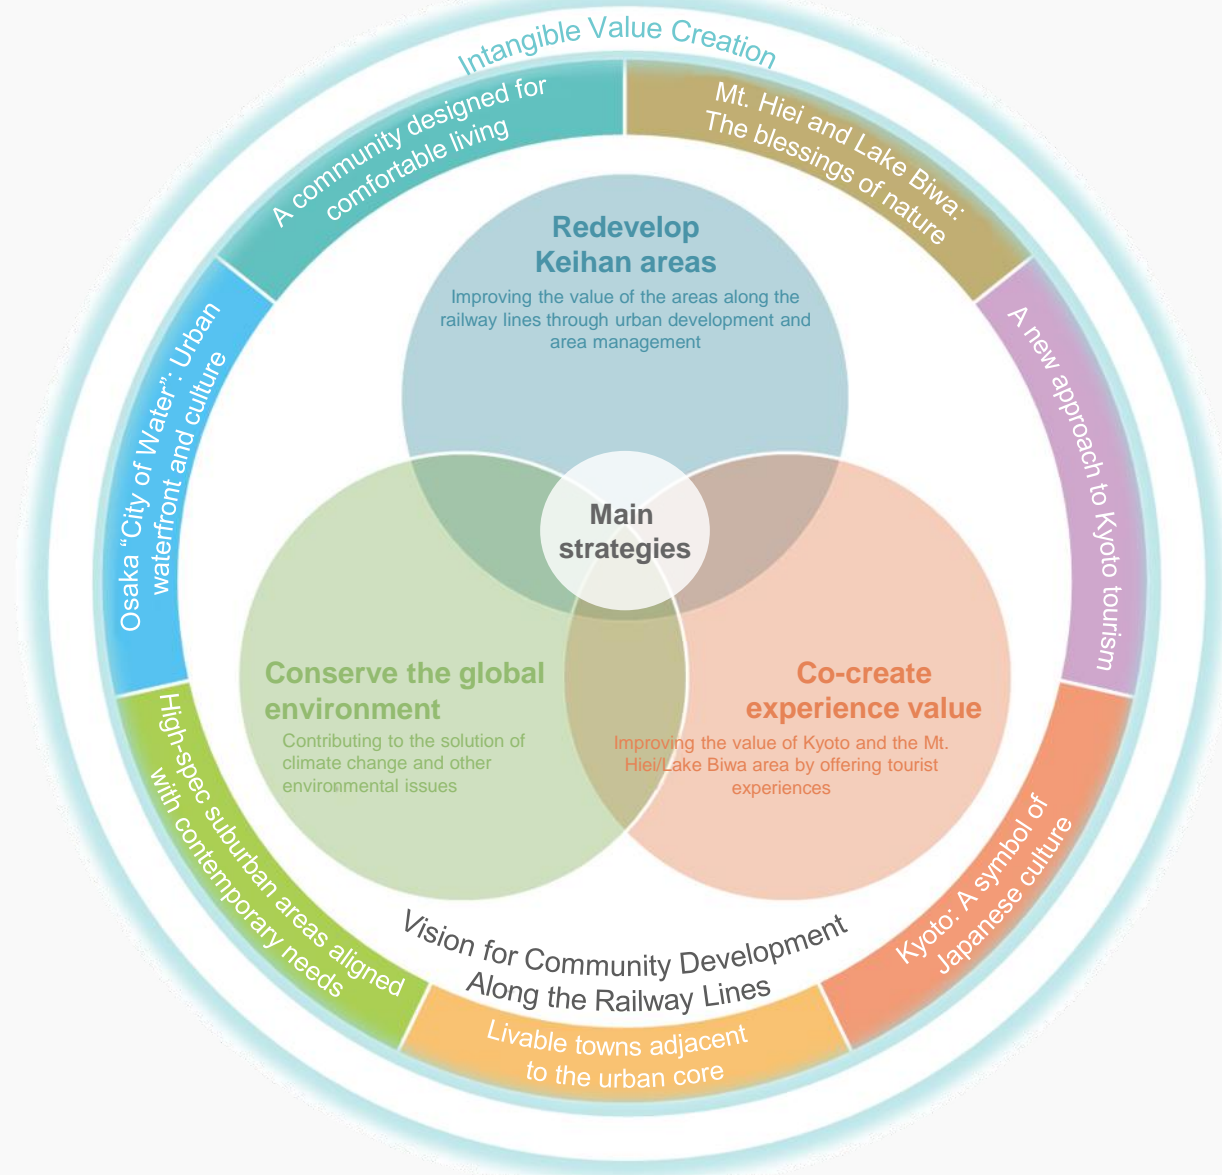 Intangible Value Creation
A community designed for
comfortable living
Mt. Hiei and Lake Biwa:
The blessings of nature
A new approach to Kyoto tourism
Kyoto: A symbol of
Japanese culture
Livable towns adjacent
to the urban core
High-spec suburban areas aligned
with contemporary needs
Osaka “City of Water”: Urban
waterfront and culture
Redevelop
Keihan areas
Improving the value of the areas along the
railway lines through urban development and
area management
Main
strategies
Conserve the global
environment
Contributing to the solution of
climate change and other
environmental issues
Co-create
experience value
Improving the value of Kyoto and the Mt.
Hiei/Lake Biwa area by offering tourist
experiences
Vision for Community Development
Along the Railway Lines